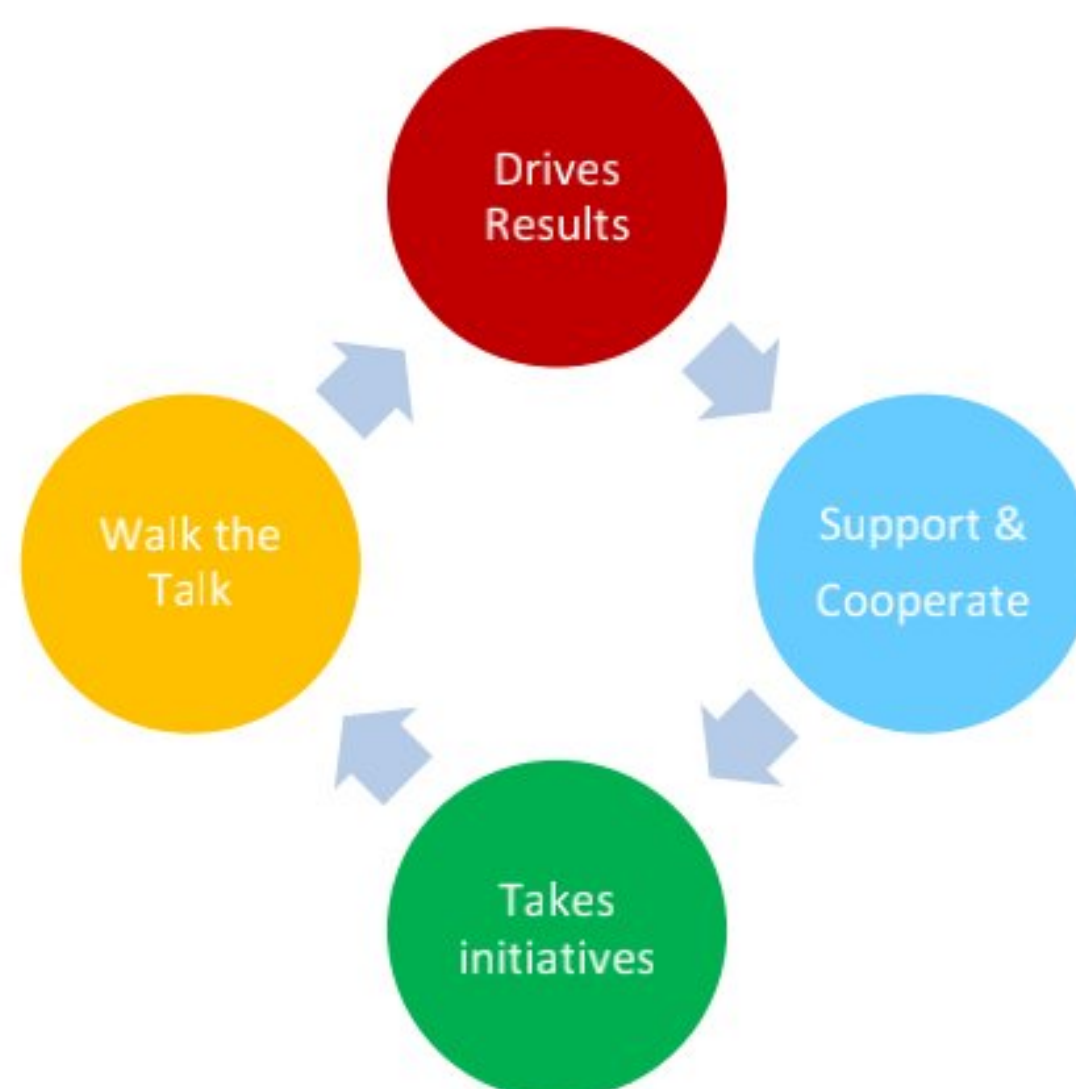 Drives
Results
Support &
Cooperate
Takes
initiatives
Walk the
Talk